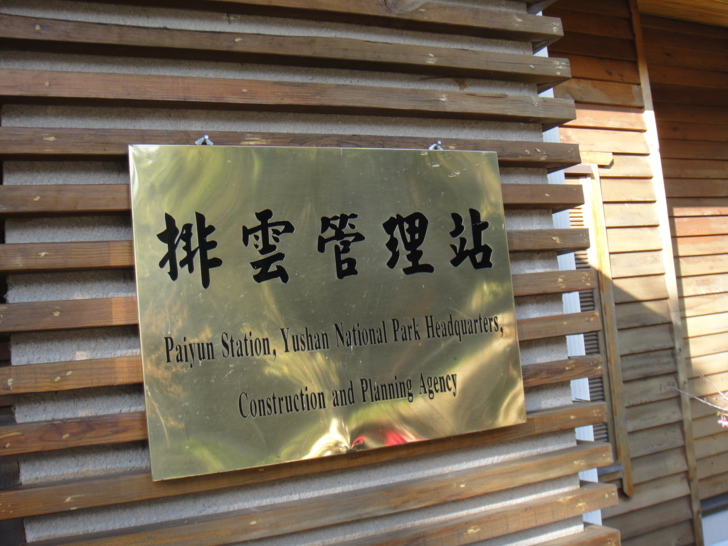 排雲管理站
Paiyun Station, Yushan National Park Headquarters,
Construction and Planning Agency